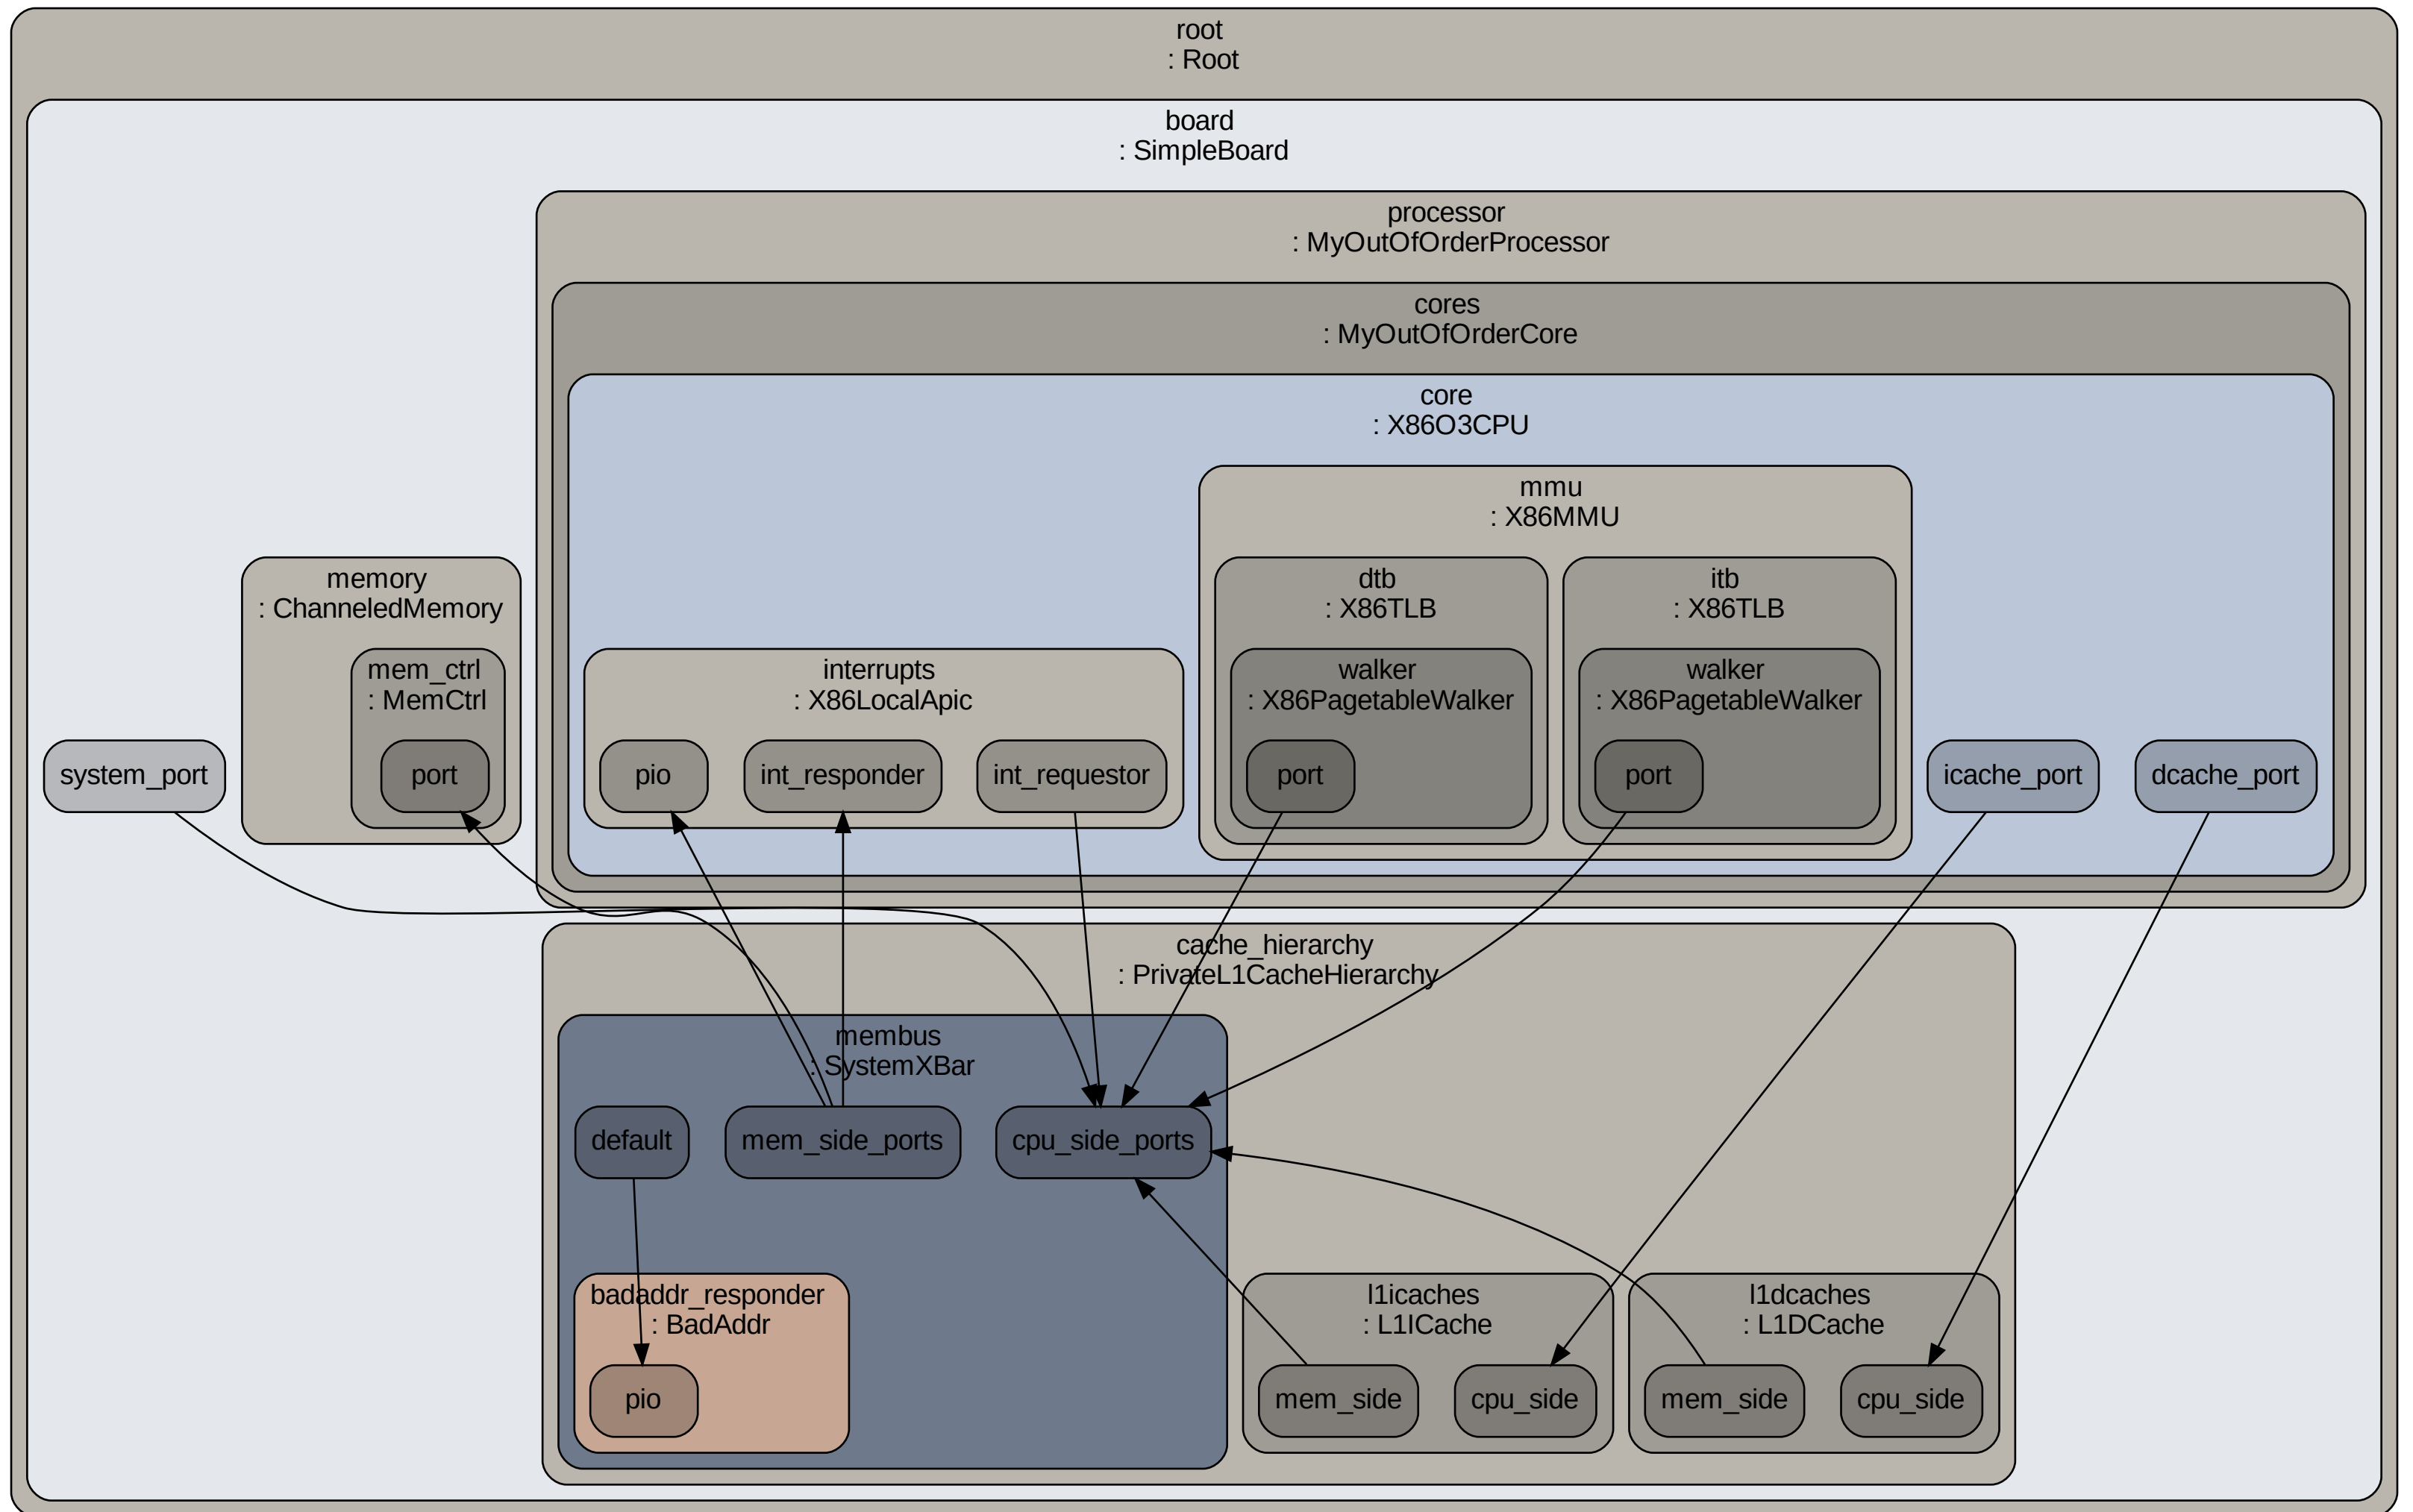 root
: Root
board
: SimpleBoard
processor
: MyOutOfOrderProcessor
cores
: MyOutOfOrderCore
core
: X86O3CPU
mmu
: X86MMU
memory
: ChanneledMemory
dtb
: X86TLB
itb
: X86TLB
mem_ctrl
: MemCtrl
interrupts
: X86LocalApic
walker
: X86PagetableWalker
walker
: X86PagetableWalker
system_port
port
pio
int_responder
int_requestor
port
port
icache_port
dcache_port
cache_hierarchy
: PrivateL1CacheHierarchy
membus
: SystemXBar
default
mem_side_ports
cpu_side_ports
badaddr_responder
: BadAddr
l1icaches
: L1ICache
l1dcaches
: L1DCache
pio
mem_side
cpu_side
mem_side
cpu_side